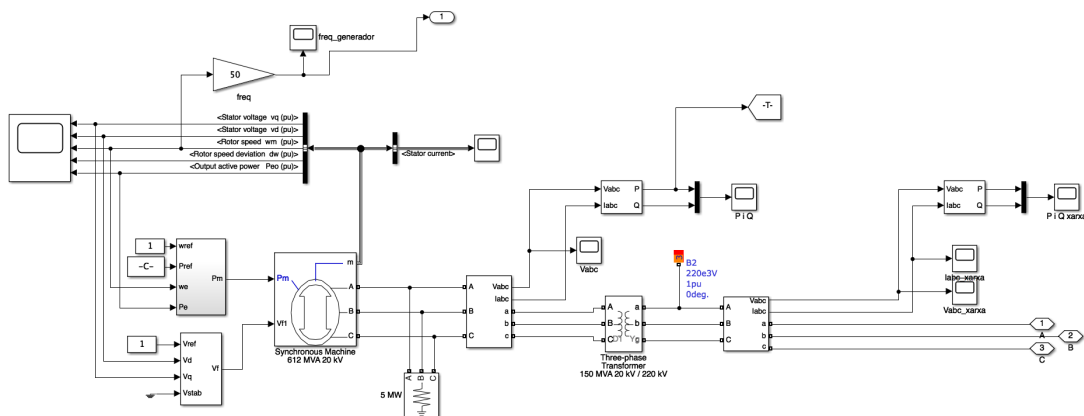 1
freq_generador
50
freq
-T-
<Stator voltage vq (pu)>
<Stator voltage vd (pu)>
<Rotor speed wm (pu)>
<Rotor speed deviation dw (pu)>
<Output active power Peo (pu)>
<Stator current>
Vabc P
Iabc Q
P i Q
Vabc P
Iabc Q
P i Q xarxa
1
wref
-C-
Pref
we
Pe
Pm
Pm
m
A
B
C
Vf1
Synchronous Machine
612 MVA 20 kV
1
Vref
Vd
Vq
Vstab
Vf
A B C
5 MW
Vabc
Iabc
A a
B b
C c
Vabc
A a
B b
C c
D1 Yg
Three-phase
Transformer
150 MVA 20 kV / 220 kV
B2
220e3V
1pu
0deg.
Vabc
Iabc
A a
B b
C c
Iabc_xarxa
Vabc_xarxa
1
A
2
B
3
C